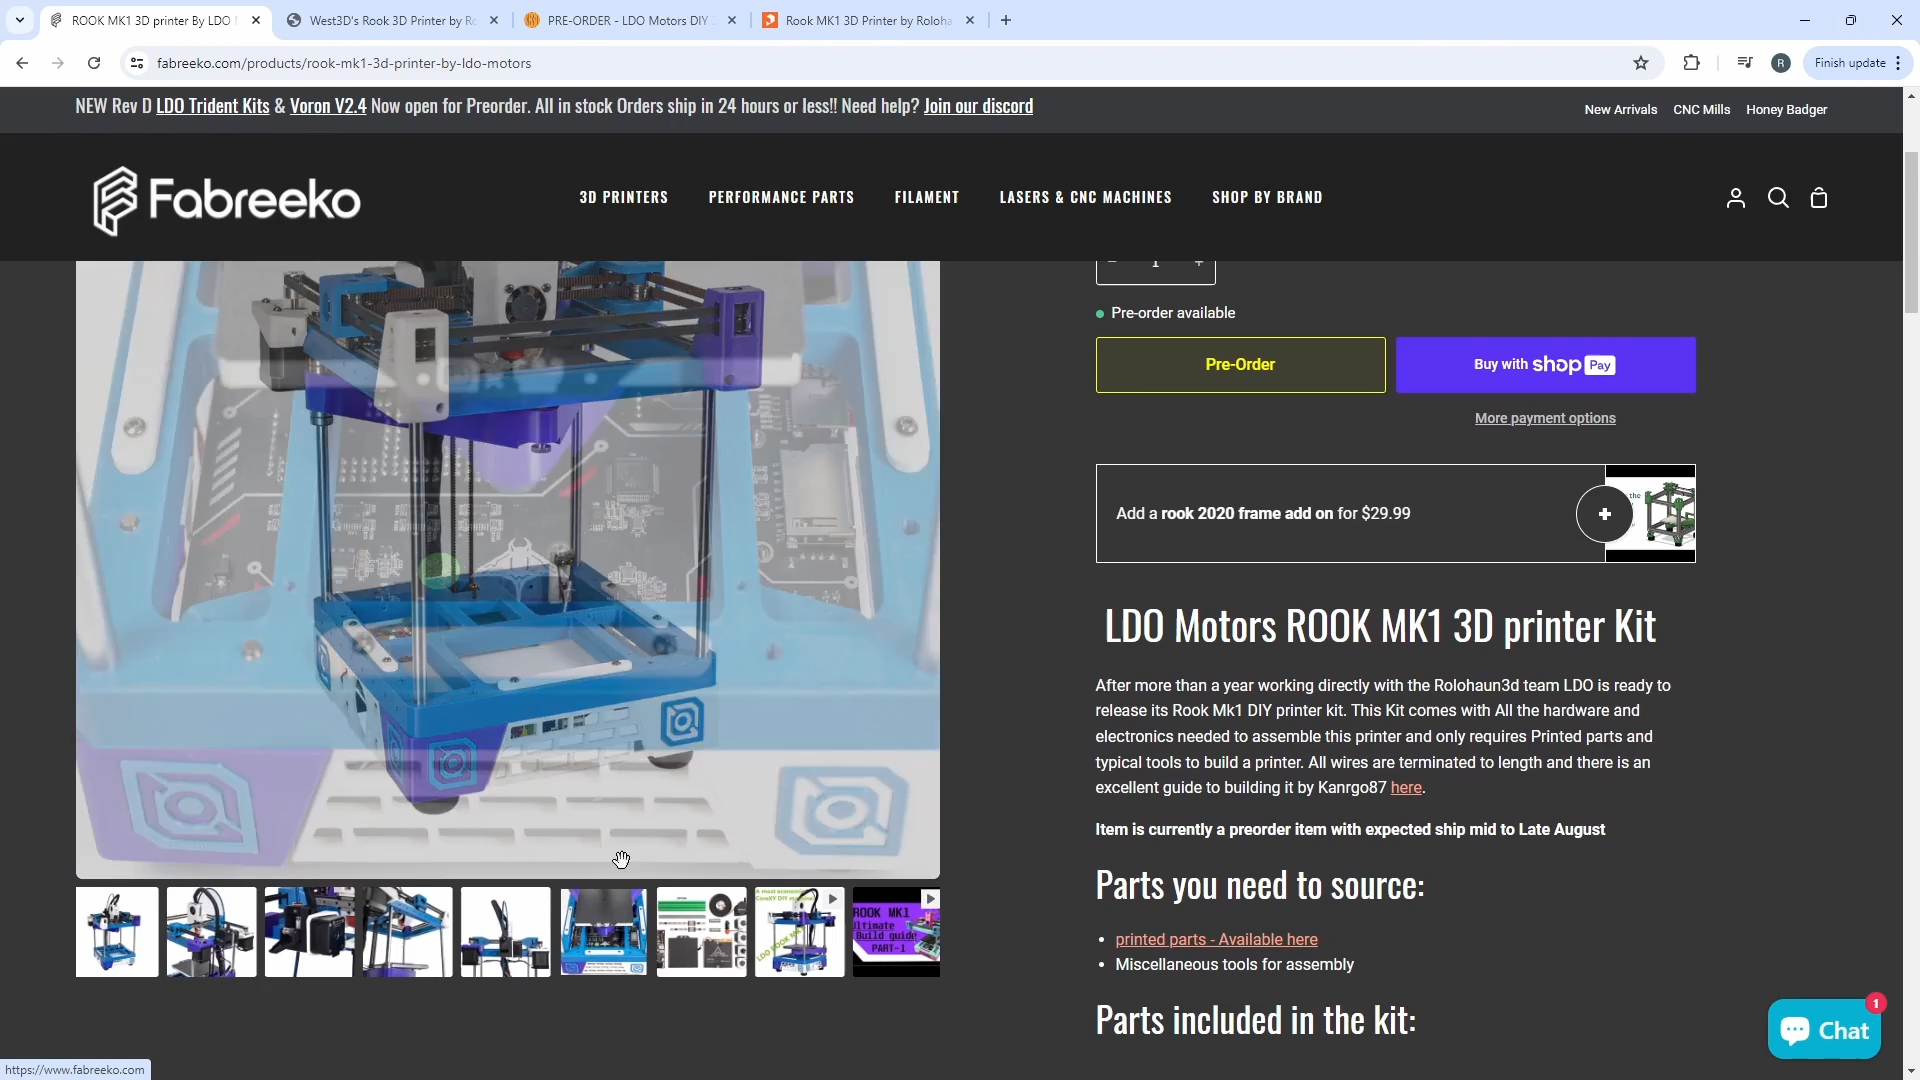 ROOK MK1 3D printer By LDO
West3D's Rook 3D Printer by R
PRE-ORDER - LDO Motors DIY
Rook MK1 3D Printer by Roloha
fabreeko.com/products/rook-mk1-3d-printer-by-ldo-motors
R
Finish update
NEW Rev D LDO Trident Kits & Voron V2.4 Now open for Preorder. All in stock Orders ship in 24 hours or less!! Need help? Join our discord
New Arrivals
CNC Mills
Honey Badger
Fabreeko
3D PRINTERS
PERFORMANCE PARTS
FILAMENT
LASERS & CNC MACHINES
SHOP BY BRAND
1
Pre-order available
Pre-Order
Buy with shop Pay
More payment options
Add a rook 2020 frame add on for $29.99
the
LDO Motors ROOK MK1 3D printer Kit
After more than a year working directly with the Rolohaun3d team LDO is ready to
release its Rook Mk1 DIY printer kit. This Kit comes with All the hardware and
electronics needed to assemble this printer and only requires Printed parts and
typical tools to build a printer. All wires are terminated to length and there is an
excellent guide to building it by Kanrgo87 here.
Item is currently a preorder item with expected ship mid to Late August
Parts you need to source:
• printed parts - Available here
• Miscellaneous tools for assembly
Parts included in the kit:
A most economical
CoreXY DIY
LDO ROOK MK1
ROOK MK1
Ultimate
Build guide
PART-1
1
Chat
https://www.fabreeko.com